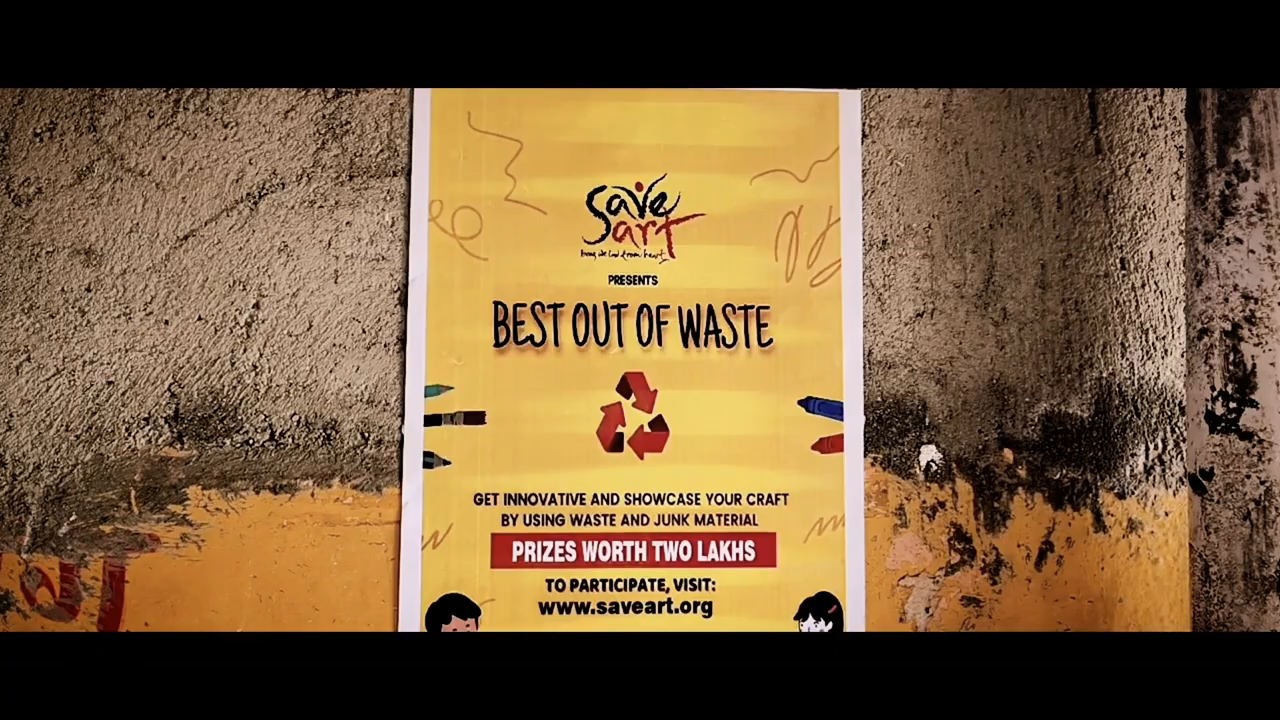 Save
art
PRESENTS
BEST OUT OF WASTE
GET INNOVATIVE AND SHOWCASE YOUR CRAFT
BY USING WASTE AND JUNK MATERIAL
PRIZES WORTH TWO LAKHS
TO PARTICIPATE, VISIT:
www.saveart.org